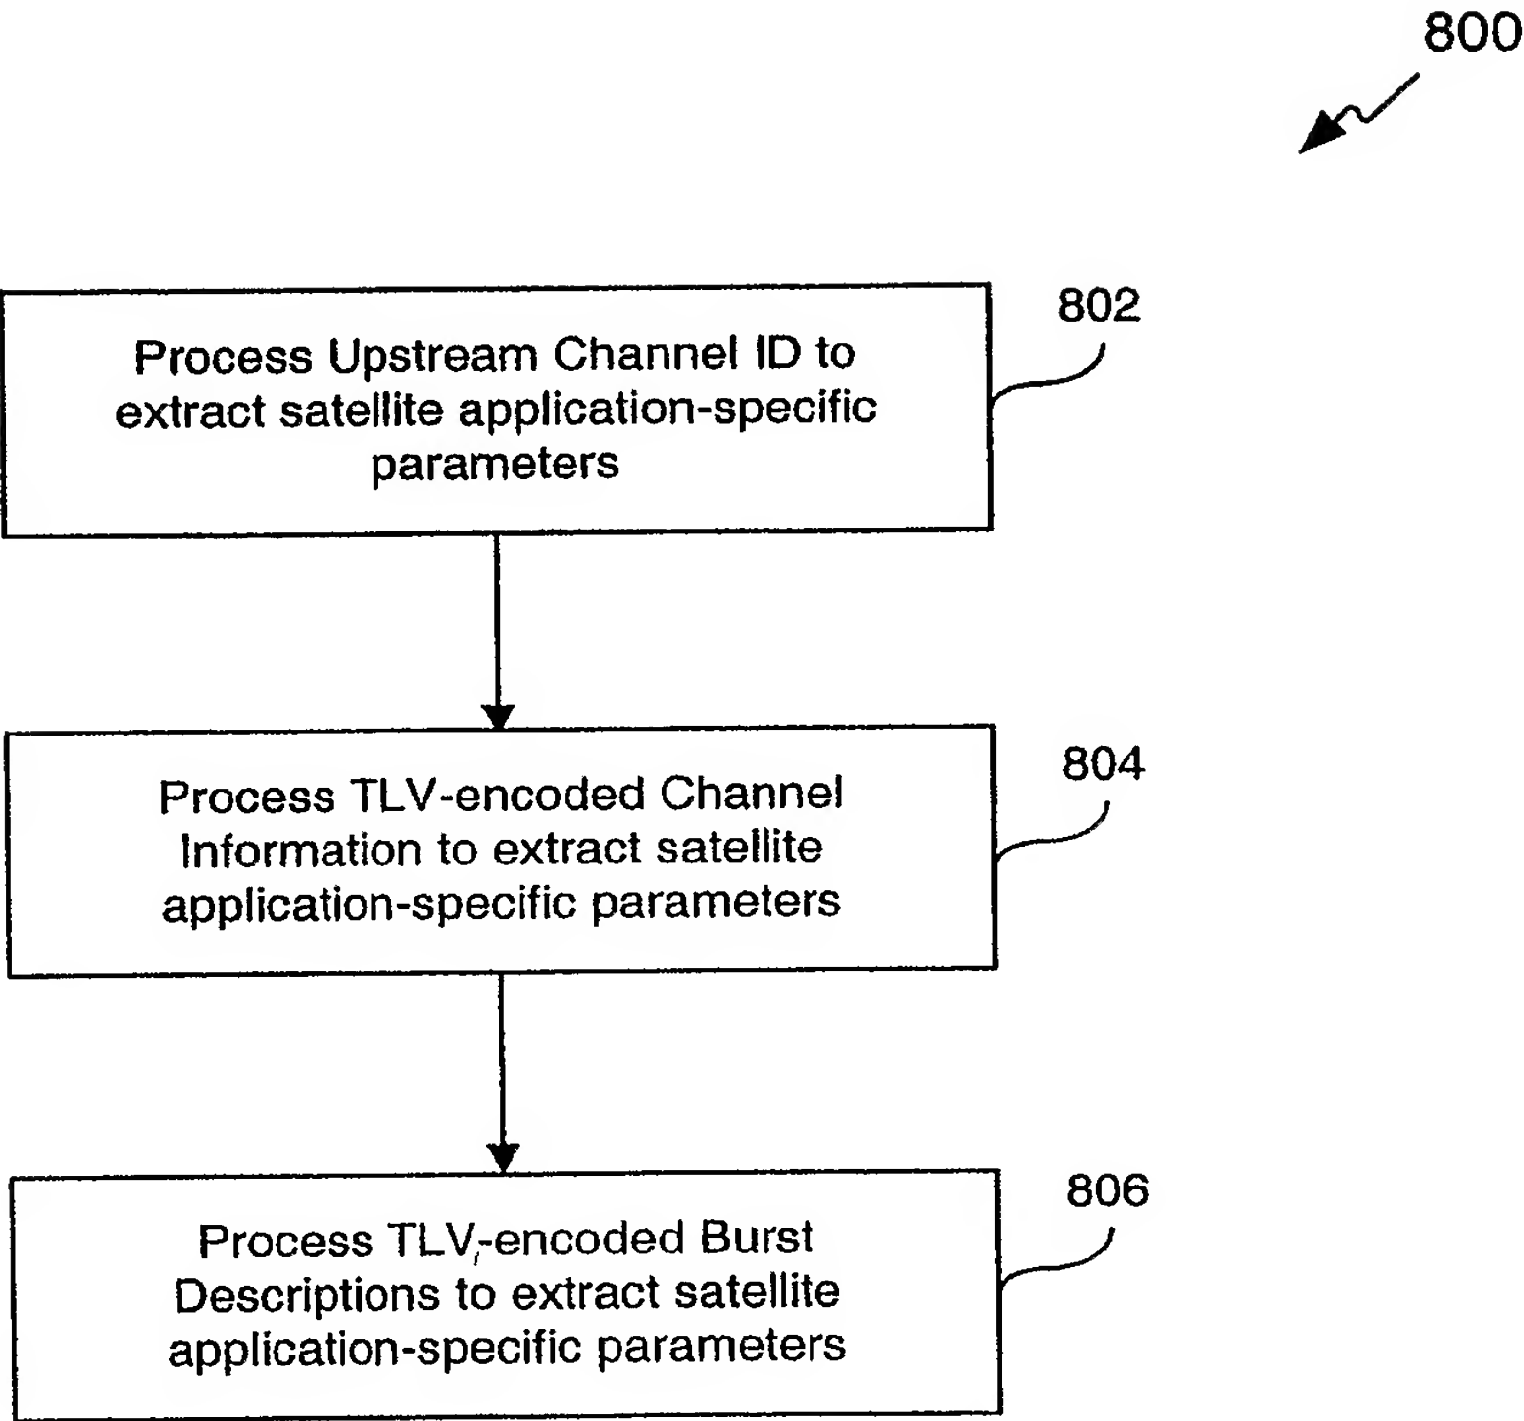 800
Process Upstream Channel ID to
extract satellite application-specific
parameters
802
Process TLV-encoded Channel
Information to extract satellite
application-specific parameters
804
Process TLV-encoded Burst
Descriptions to extract satellite
application-specific parameters
806